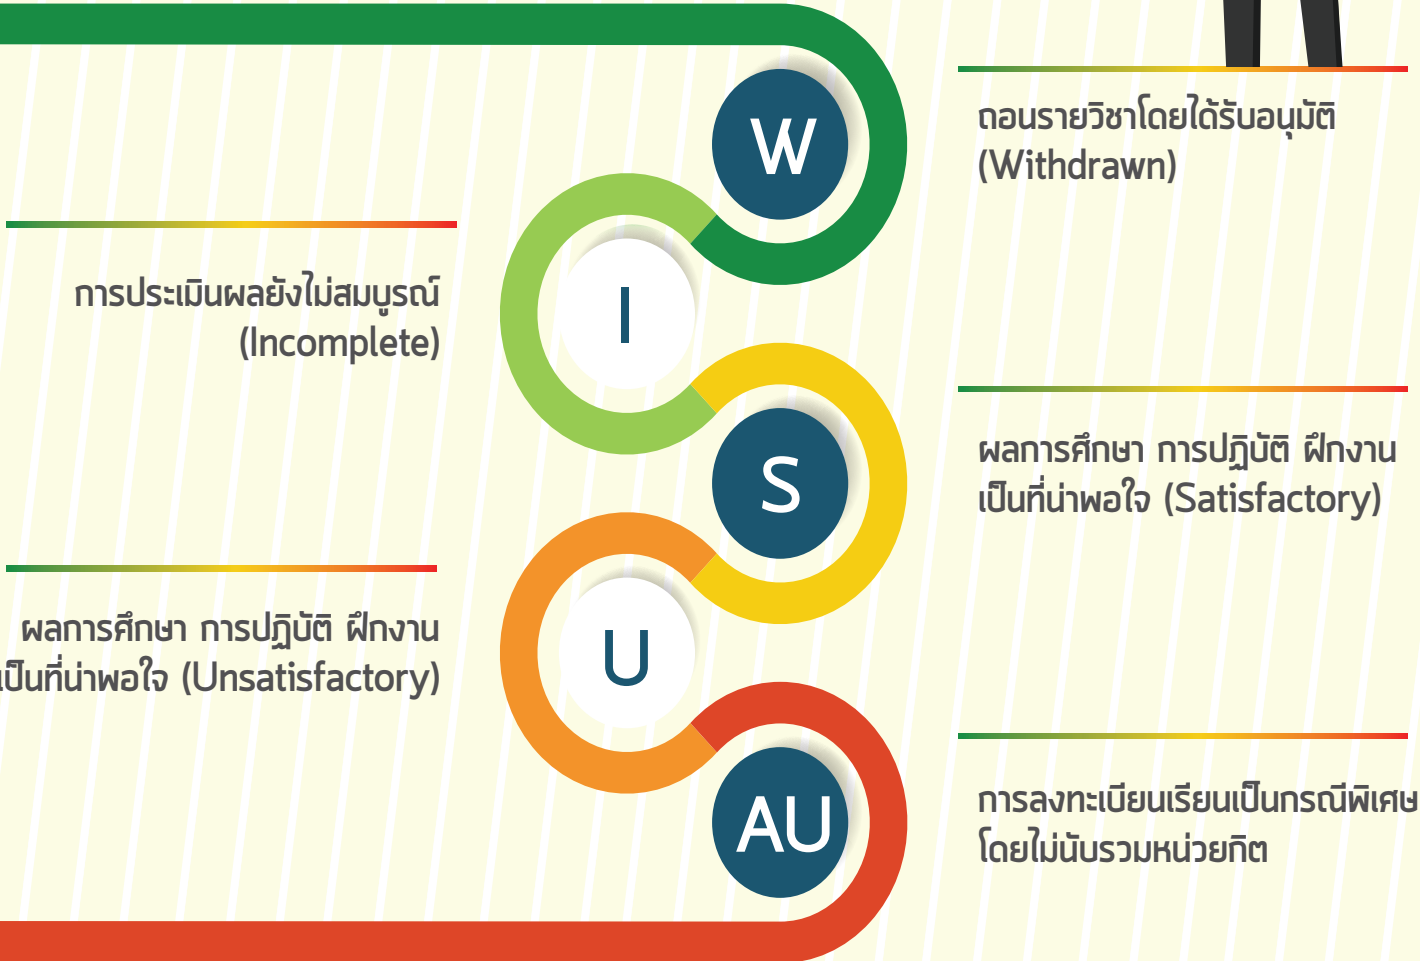 W
ถอนรายวิชาโดยได้รับอนุมัติ
(Withdrawn)
การประเมินผลยังไม่สมบูรณ์
(Incomplete)
I
S
ผลการศึกษา การปฏิบัติ ฝึกงาน
เป็นที่น่าพอใจ (Satisfactory)
ผลการศึกษา การปฏิบัติ ฝึกงาน
เป็นที่น่าพอใจ (Unsatisfactory)
U
AU
การลงทะเบียนเรียนเป็นกรณีพิเศษ
โดยไม่นับรวมหน่วยกิต